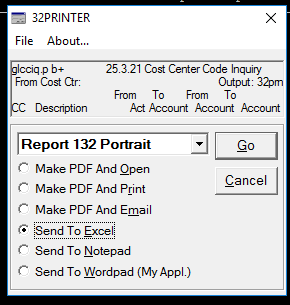 32PRINTER
File About...
glcciq.p b+ 25.3.21 Cost Center Code Inquiry
From Cost Ctr: Output: 32pm
From To From To
CC Description Act Account Account Account
Report 132 Portrait
Go
Make PDF And Open
Cancel
Make PDF And Print
Make PDF And Email
Send To Excel
Send To Notepad
Send To Wordpad (My Appl.)